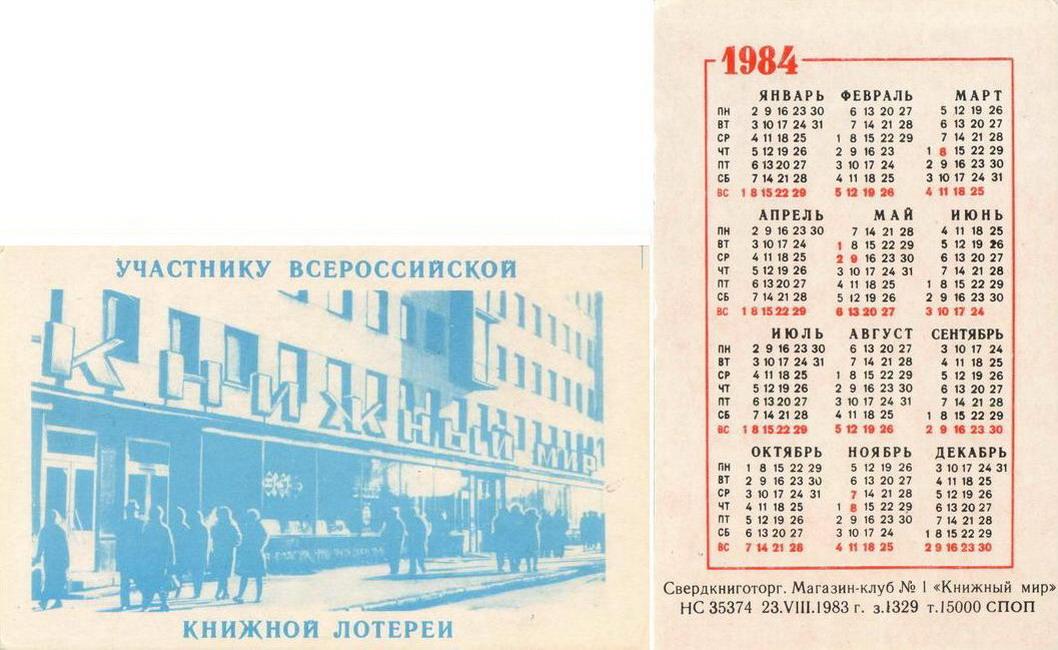 УЧАСТНИКУ ВСЕРОССИЙСКОЙ
КНИЖНЫЙ МИР
КНИЖНОЙ ЛОТЕРЕИ
1984
ЯНВАРЬ ФЕВРАЛЬ МАРТ
ПН 2 9 16 23 30 6 13 20 27 5 12 19 26
ВТ 3 10 17 24 31 7 14 21 28 6 13 20 27
СР 4 11 18 25 1 8 15 22 29 7 14 21 28
ЧТ 5 12 19 26 2 9 16 23 1 8 15 22 29
ПТ 6 13 20 27 3 10 17 24 2 9 16 23 30
СБ 7 14 21 28 4 11 18 25 3 10 17 24 31
ВС 1 8 15 22 29 5 12 19 26 4 11 18 25
АПРЕЛЬ МАЙ ИЮНЬ
ПН 2 9 16 23 30 7 14 21 28 4 11 18 25
ВТ 3 10 17 24 1 8 15 22 29 5 12 19 26
СР 4 11 18 25 2 9 16 23 30 6 13 20 27
ЧТ 5 12 19 26 3 10 17 24 31 7 14 21 28
ПТ 6 13 20 27 4 11 18 25 1 8 15 22 29
СБ 7 14 21 28 5 12 19 26 2 9 16 23 30
ВС 1 8 15 22 29 6 13 20 27 3 10 17 24
ИЮЛЬ АВГУСТ СЕНТЯБРЬ
ПН 2 9 16 23 30 6 13 20 27 3 10 17 24
ВТ 3 10 17 24 31 7 14 21 28 4 11 18 25
СР 4 11 18 25 1 8 15 22 29 5 12 19 26
ЧТ 5 12 19 26 2 9 16 23 30 6 13 20 27
ПТ 6 13 20 27 3 10 17 24 31 7 14 21 28
СБ 7 14 21 28 4 11 18 25 1 8 15 22 29
ВС 1 8 15 22 29 5 12 19 26 2 9 16 23 30
ОКТЯБРЬ НОЯБРЬ ДЕКАБРЬ
ПН 1 8 15 22 29 5 12 19 26 3 10 17 24 31
ВТ 2 9 16 23 30 6 13 20 27 4 11 18 25
СР 3 10 17 24 31 7 14 21 28 5 12 19 26
ЧТ 4 11 18 25 1 8 15 22 29 6 13 20 27
ПТ 5 12 19 26 2 9 16 23 30 7 14 21 28
СБ 6 13 20 27 3 10 17 24 1 8 15 22 29
ВС 7 14 21 28 4 11 18 25 2 9 16 23 30
Свердкниготорг. Магазин-клуб № 1 «Книжный мир»
НС 35374 23.VIII.1983 г. з.1329 т.15000 СПОП